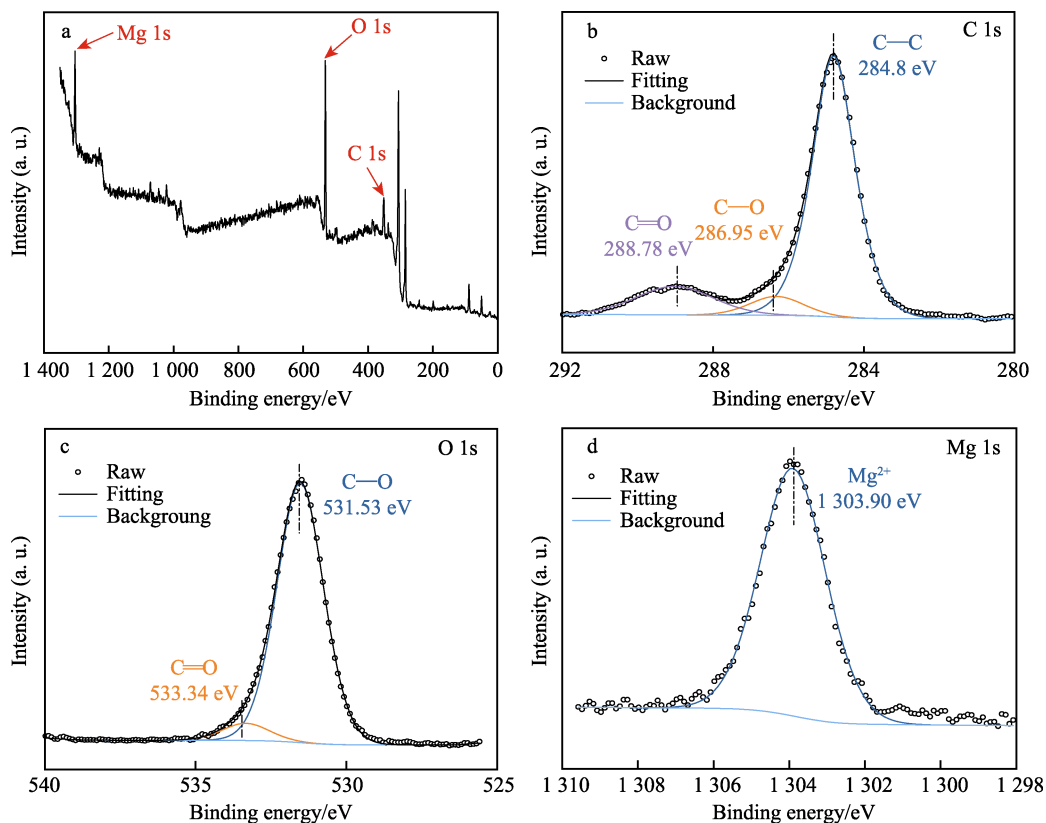 a
Mg 1s
O 1s
C 1s
Intensity (a. u.)
1 400 1 200 1 000 800 600 400 200 0
Binding energy/eV
b
C 1s
Raw
Fitting
Background
C—C
284.8 eV
C—O
286.95 eV
C=O
288.78 eV
Intensity (a. u.)
292 288 284 280
Binding energy/eV
c
O 1s
Raw
Fitting
Backgroung
C—O
531.53 eV
C=O
533.34 eV
Intensity (a. u.)
540 535 530 525
Binding energy/eV
d
Mg 1s
Raw
Fitting
Background
Mg²⁺
1 303.90 eV
Intensity (a. u.)
1 310 1 308 1 306 1 304 1 302 1 300 1 298
Binding energy/eV